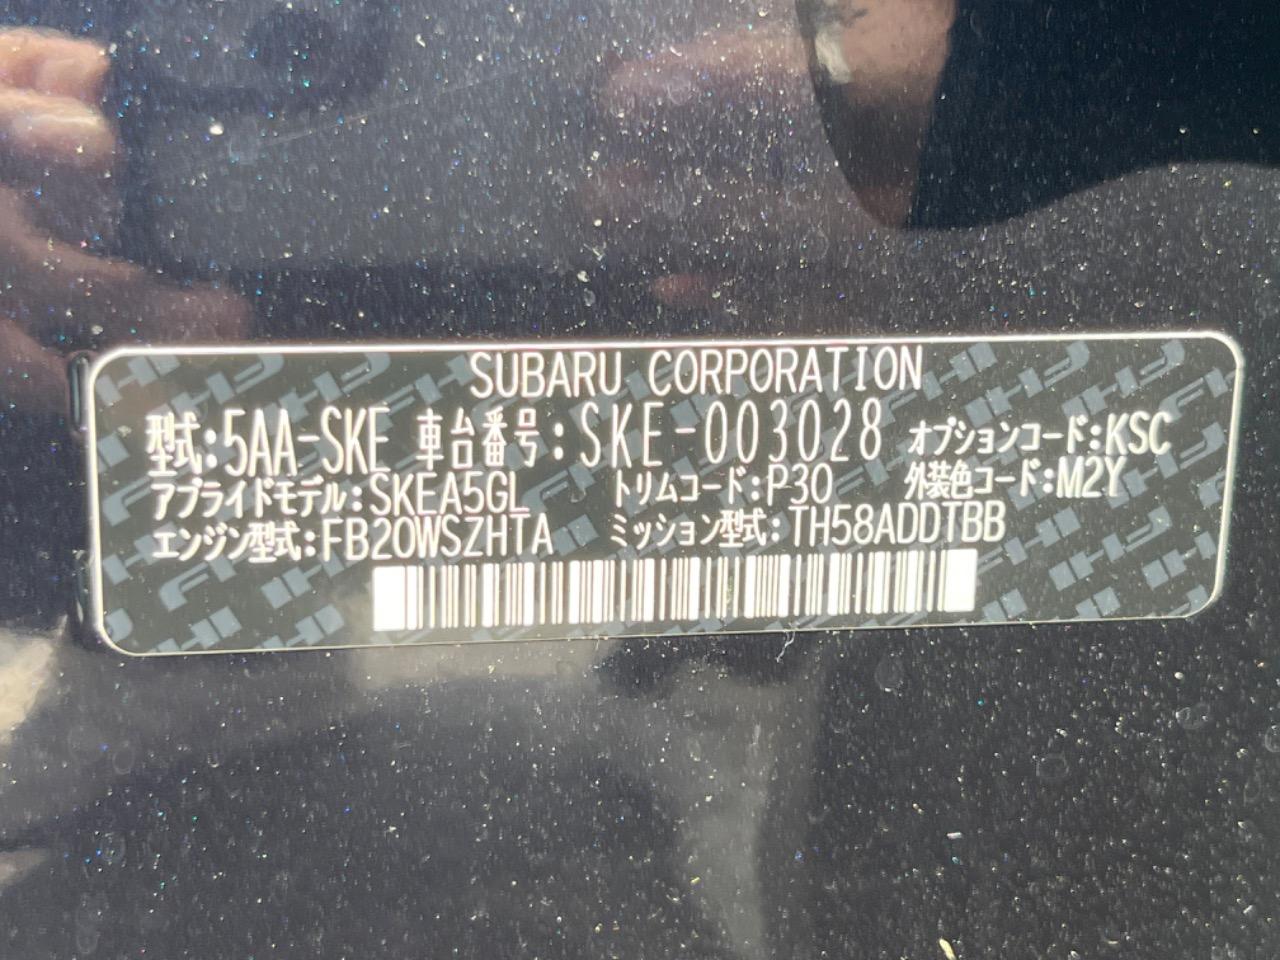 SUBARU CORPORATION
型式:5AA-SKE 車台番号:SKE-003028 オプションコード:KSC
アプライドモデル:SKEA5GL トリムコード:P30 外装色コード:M2Y
エンジン型式:FB20WSZHTA ミッション型式:TH58ADDTBB